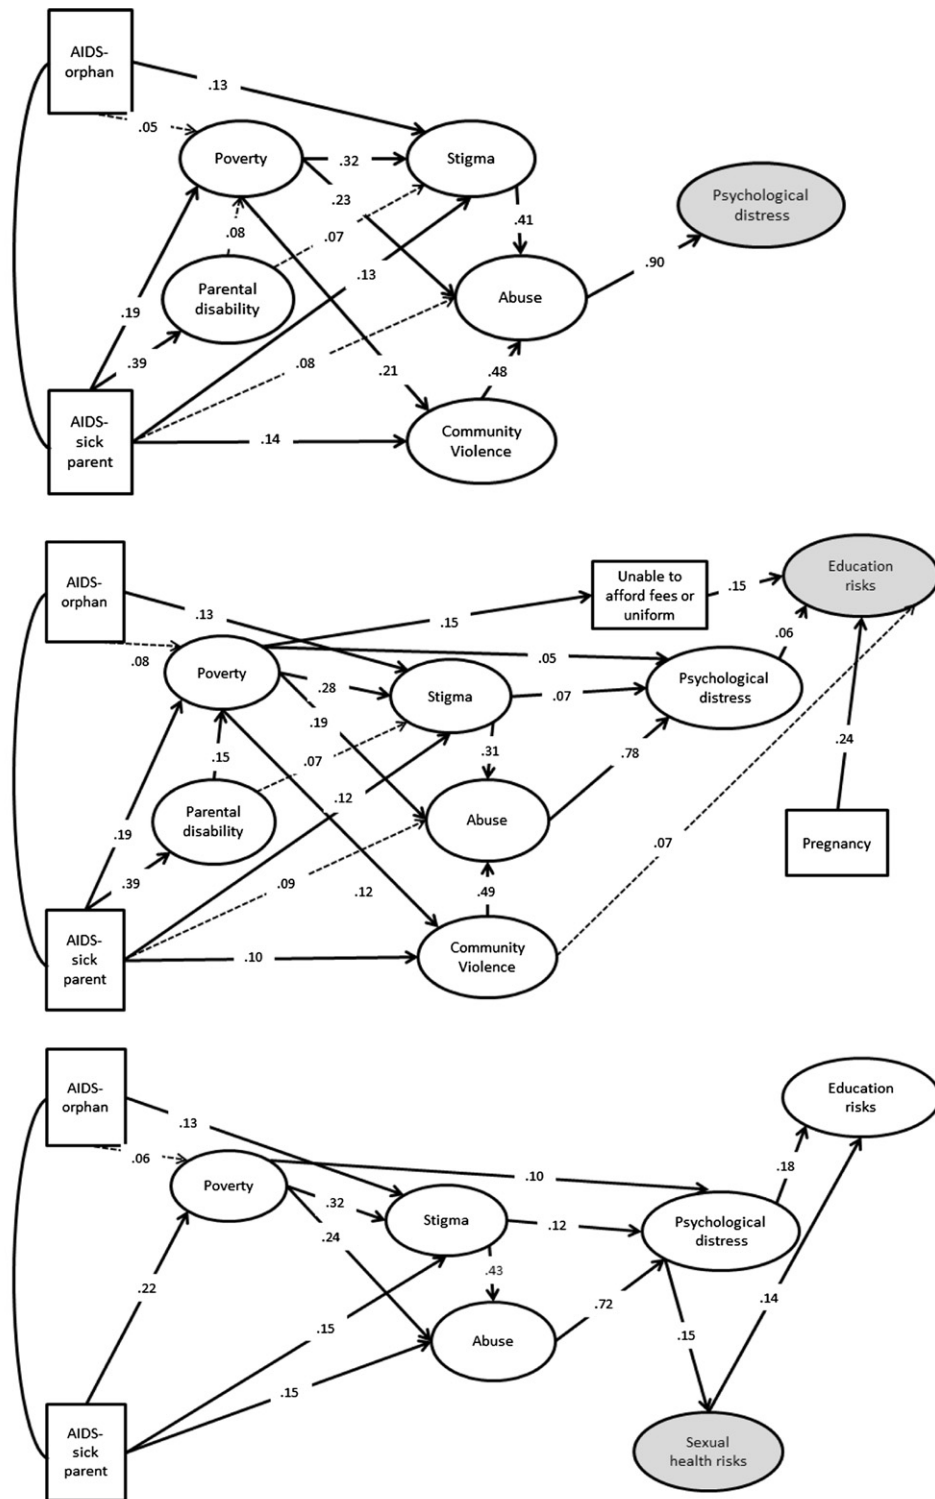 AIDS-
orphan
.13
.05
Poverty
.32
Stigma
Psychological
distress
.23
.41
.08
.07
.90
.13
Parental
disability
Abuse
.19
.39
.08
.21
.48
AIDS-
sick
parent
.14
Community
Violence
AIDS-
orphan
Unable to
afford fees or
uniform
.15
Education
risks
.13
.15
.06
.08
Poverty
.05
.28
Stigma
.07
Psychological
distress
.19
.24
.15
.07
.31
.78
.12
Parental
disability
Abuse
.19
.07
Pregnancy
.39
.09
.12
.49
AIDS-
sick
parent
.10
Community
Violence
AIDS-
orphan
Education
risks
.13
.06
.10
.18
Poverty
.32
Stigma
.12
Psychological
distress
.24
.43
.22
.72
.14
.15
Abuse
.15
.15
AIDS-
sick
parent
Sexual
health risks